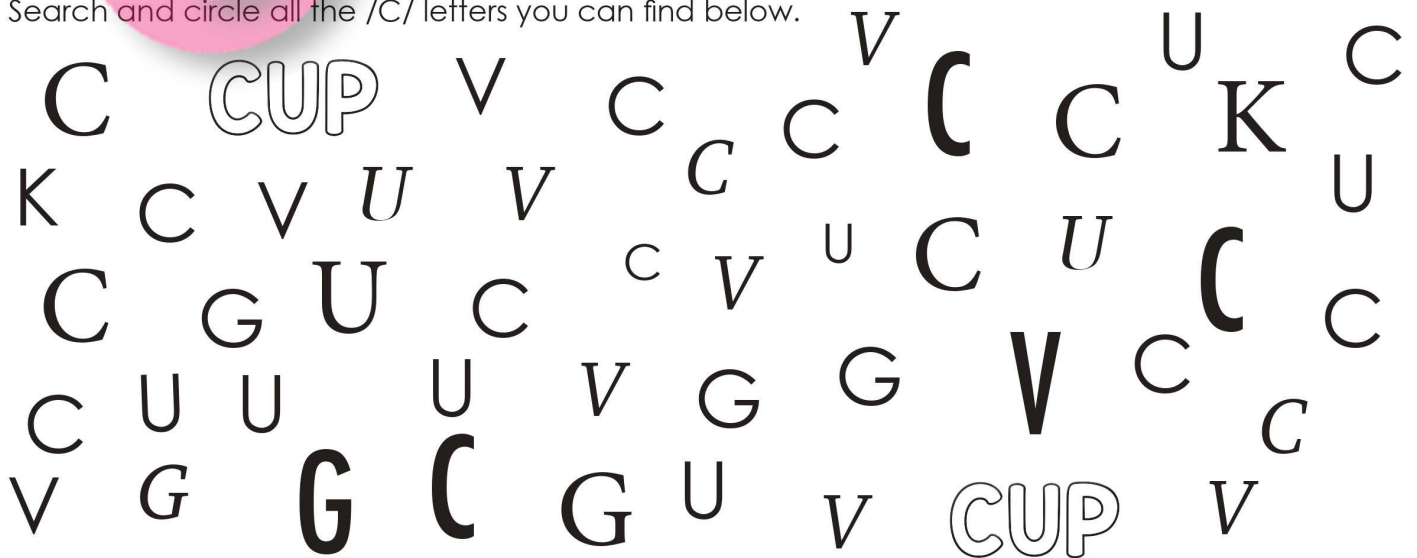 Search and circle all the /C/ letters you can find below.
V U C
C CUP V C C C C K
K C V U V C U
C G U C C V U C U C C
C U U U V G G V C C
V G G C G U V CUP V